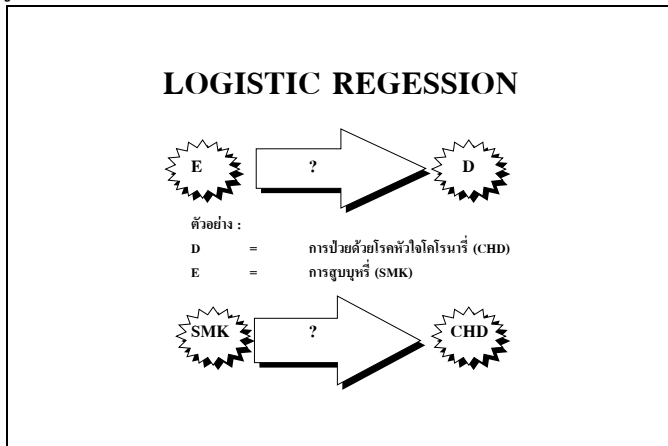 LOGISTIC REGESSION
E ? D
ตัวอย่าง :
D = การป่วยด้วยโรคหัวใจโคโรนารี่ (CHD)
E = การสูบบุหรี่ (SMK)
SMK ? CHD